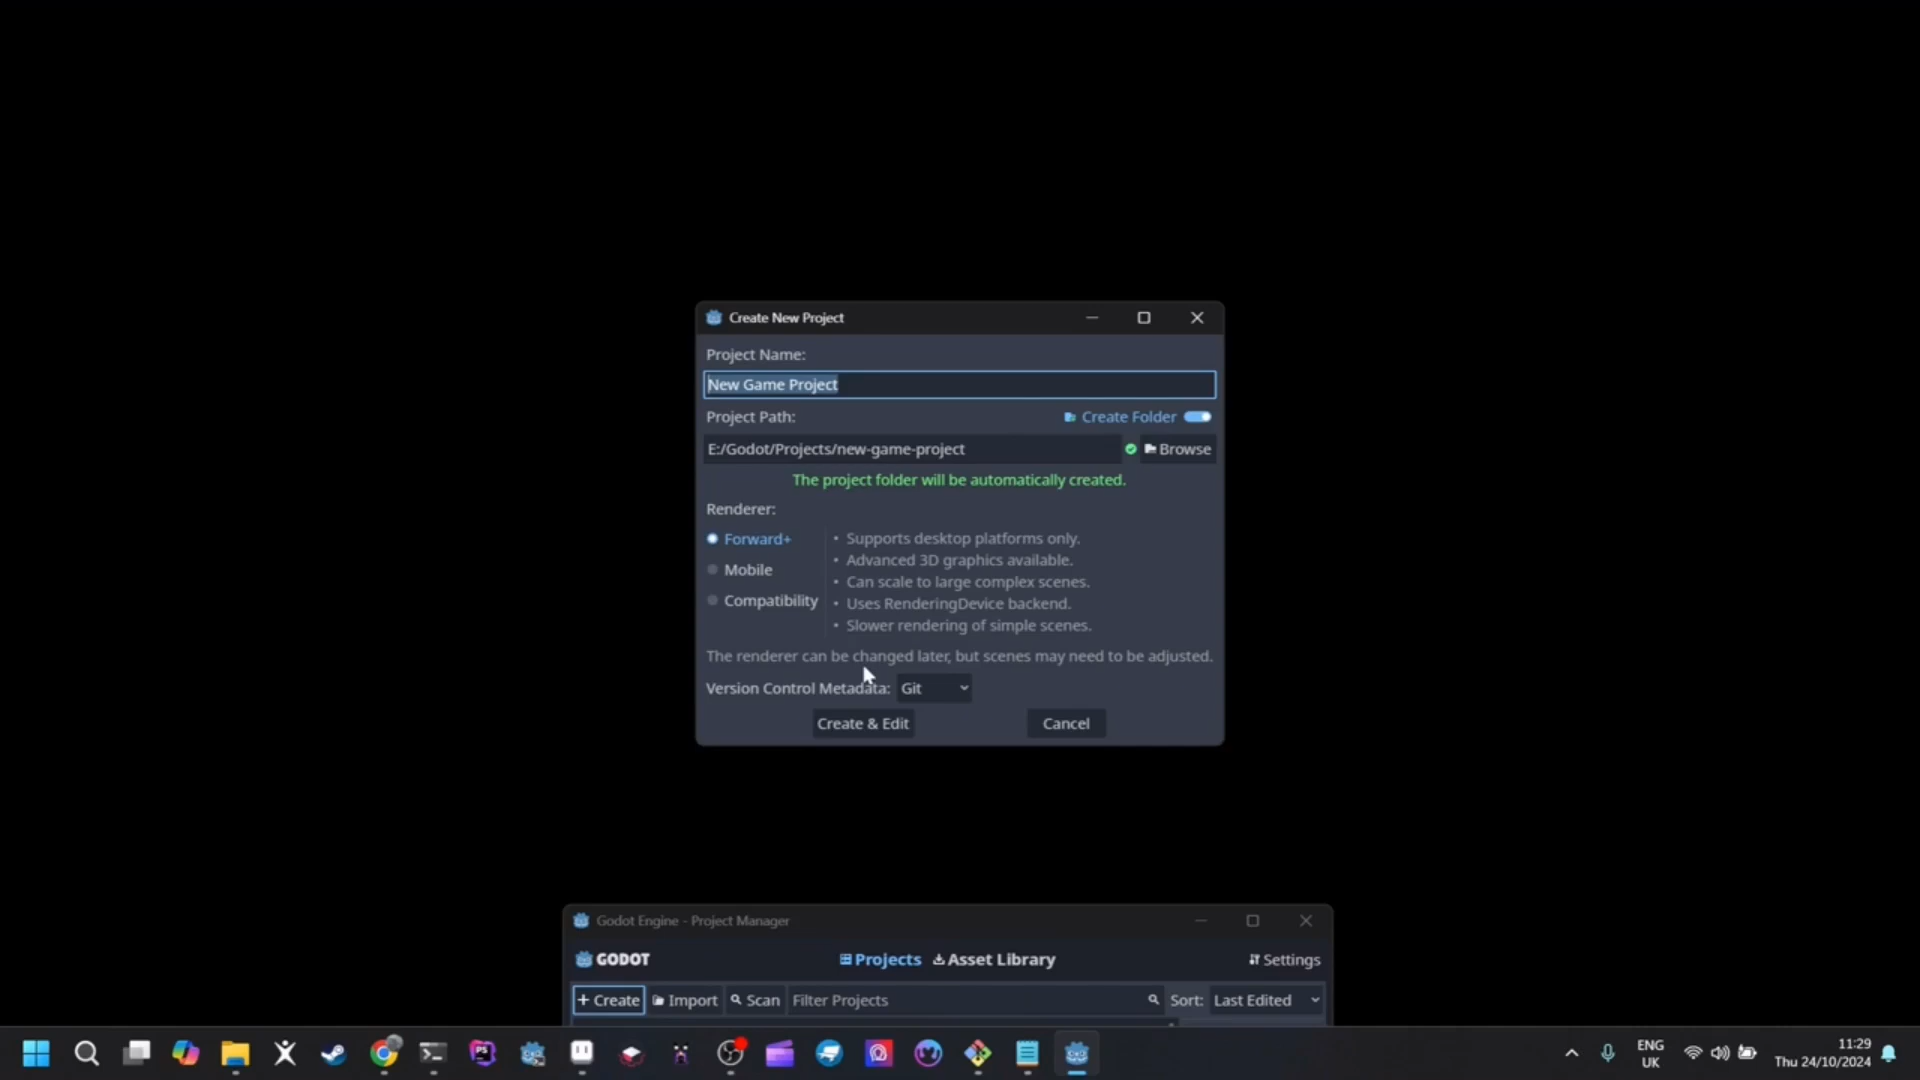 Create New Project
Project Name:
New Game Project
Project Path:
Create Folder
E:/Godot/Projects/new-game-project
Browse
The project folder will be automatically created.
Renderer:
Forward+
Mobile
Compatibility
• Supports desktop platforms only.
• Advanced 3D graphics available.
• Can scale to large complex scenes.
• Uses RenderingDevice backend.
• Slower rendering of simple scenes.
The renderer can be changed later, but scenes may need to be adjusted.
Version Control Metadata: Git
Create & Edit
Cancel
Godot Engine - Project Manager
GODOT
Projects
Asset Library
Settings
+ Create
Import
Scan
Filter Projects
Sort: Last Edited
PS
ENG
UK
11:29
Thu 24/10/2024